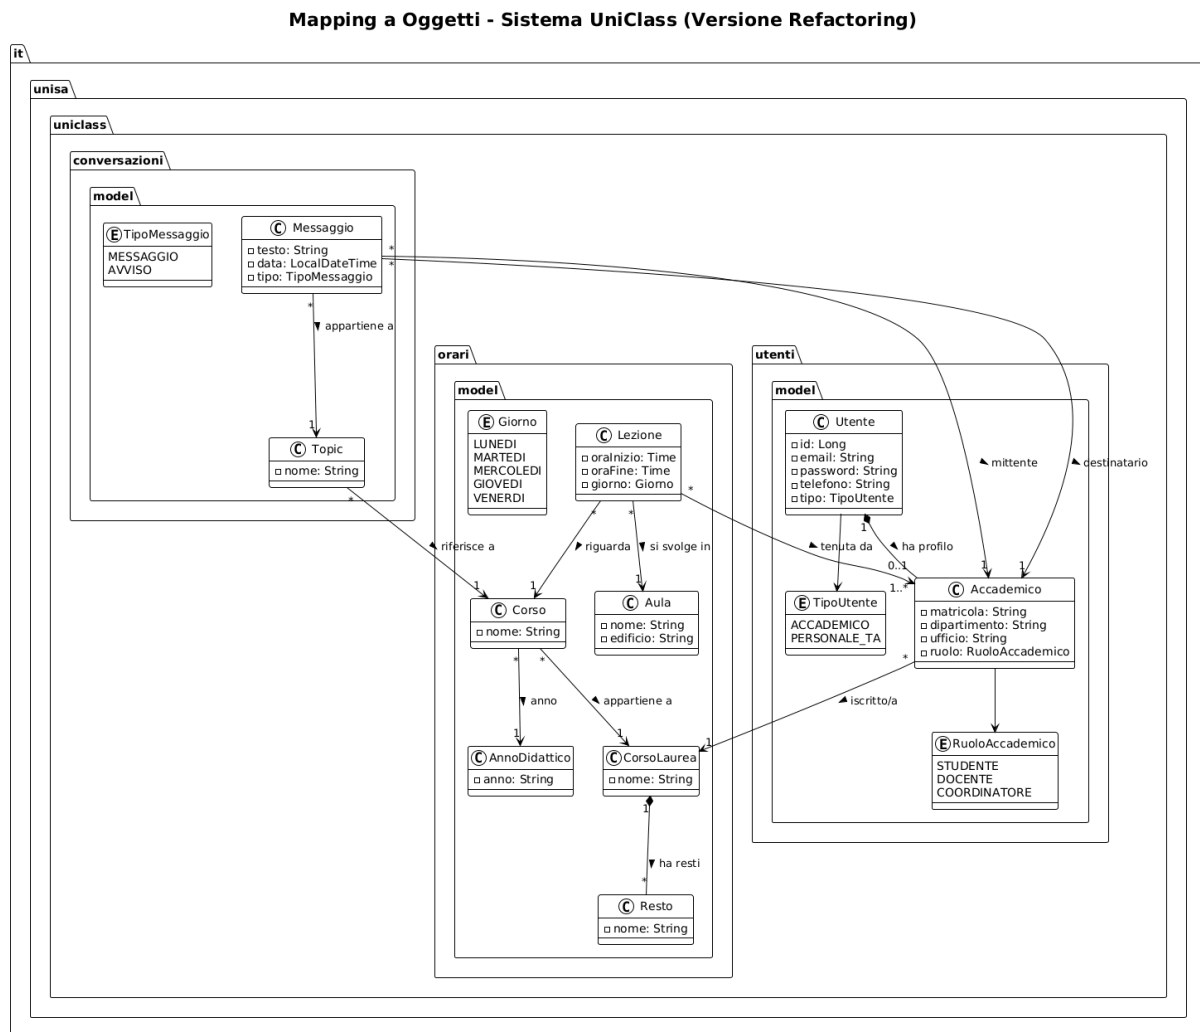 Mapping a Oggetti - Sistema UniClass (Versione Refactoring)
it
unisa
uniclass
conversazioni
model
E TipoMessaggio
MESSAGGIO
AVVISO
C Messaggio
testo: String
data: LocalDateTime
tipo: TipoMessaggio
*
*
*
appartiene a
1
C Topic
nome: String
*
riferisce a
1
orari
model
E Giorno
LUNEDI
MARTEDI
MERCOLEDI
GIOVEDI
VENERDI
C Lezione
oraInizio: Time
oraFine: Time
giorno: Giorno
*
*
*
riguarda
si svolge in
tenuta da
1
1
1..*
C Corso
nome: String
C Aula
nome: String
edificio: String
*
*
anno
appartiene a
1
1
C AnnoDidattico
anno: String
C CorsoLaurea
nome: String
1
ha resti
*
C Resto
nome: String
utenti
model
C Utente
id: Long
email: String
password: String
telefono: String
tipo: TipoUtente
mittente
destinatario
1
ha profilo
0..1
1
1
E TipoUtente
ACCADEMICO
PERSONALE_TA
C Accademico
matricola: String
dipartimento: String
ufficio: String
ruolo: RuoloAccademico
*
iscritto/a
1
E RuoloAccademico
STUDENTE
DOCENTE
COORDINATORE